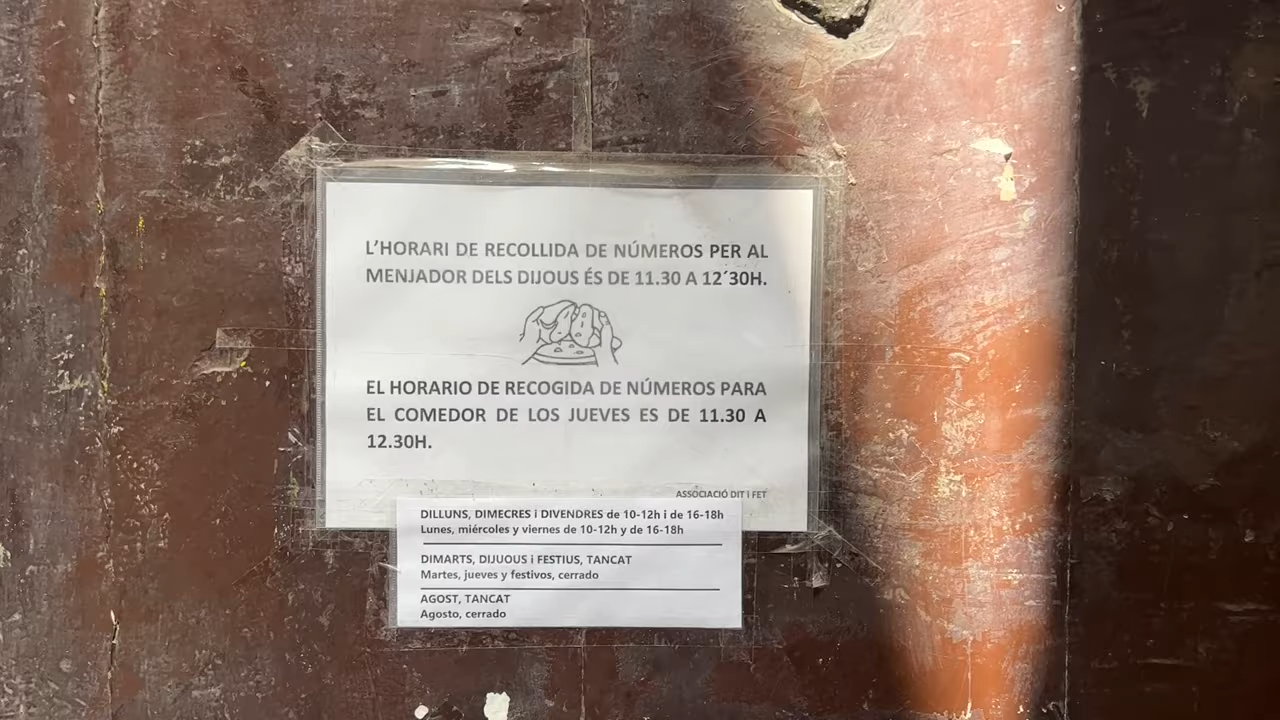 L'HORARI DE RECOLLIDA DE NÚMEROS PER AL
MENJADOR DELS DIJOUS ÉS DE 11.30 A 12´30H.
EL HORARIO DE RECOGIDA DE NÚMEROS PARA
EL COMEDOR DE LOS JUEVES ES DE 11.30 A
12.30H.
ASSOCIACIÓ DIT I FET
DILLUNS, DIMECRES i DIVENDRES de 10-12h i de 16-18h
Lunes, miércoles y viernes de 10-12h y de 16-18h
DIMARTS, DIJUOUS i FESTIUS, TANCAT
Martes, jueves y festivos, cerrado
AGOST, TANCAT
Agosto, cerrado